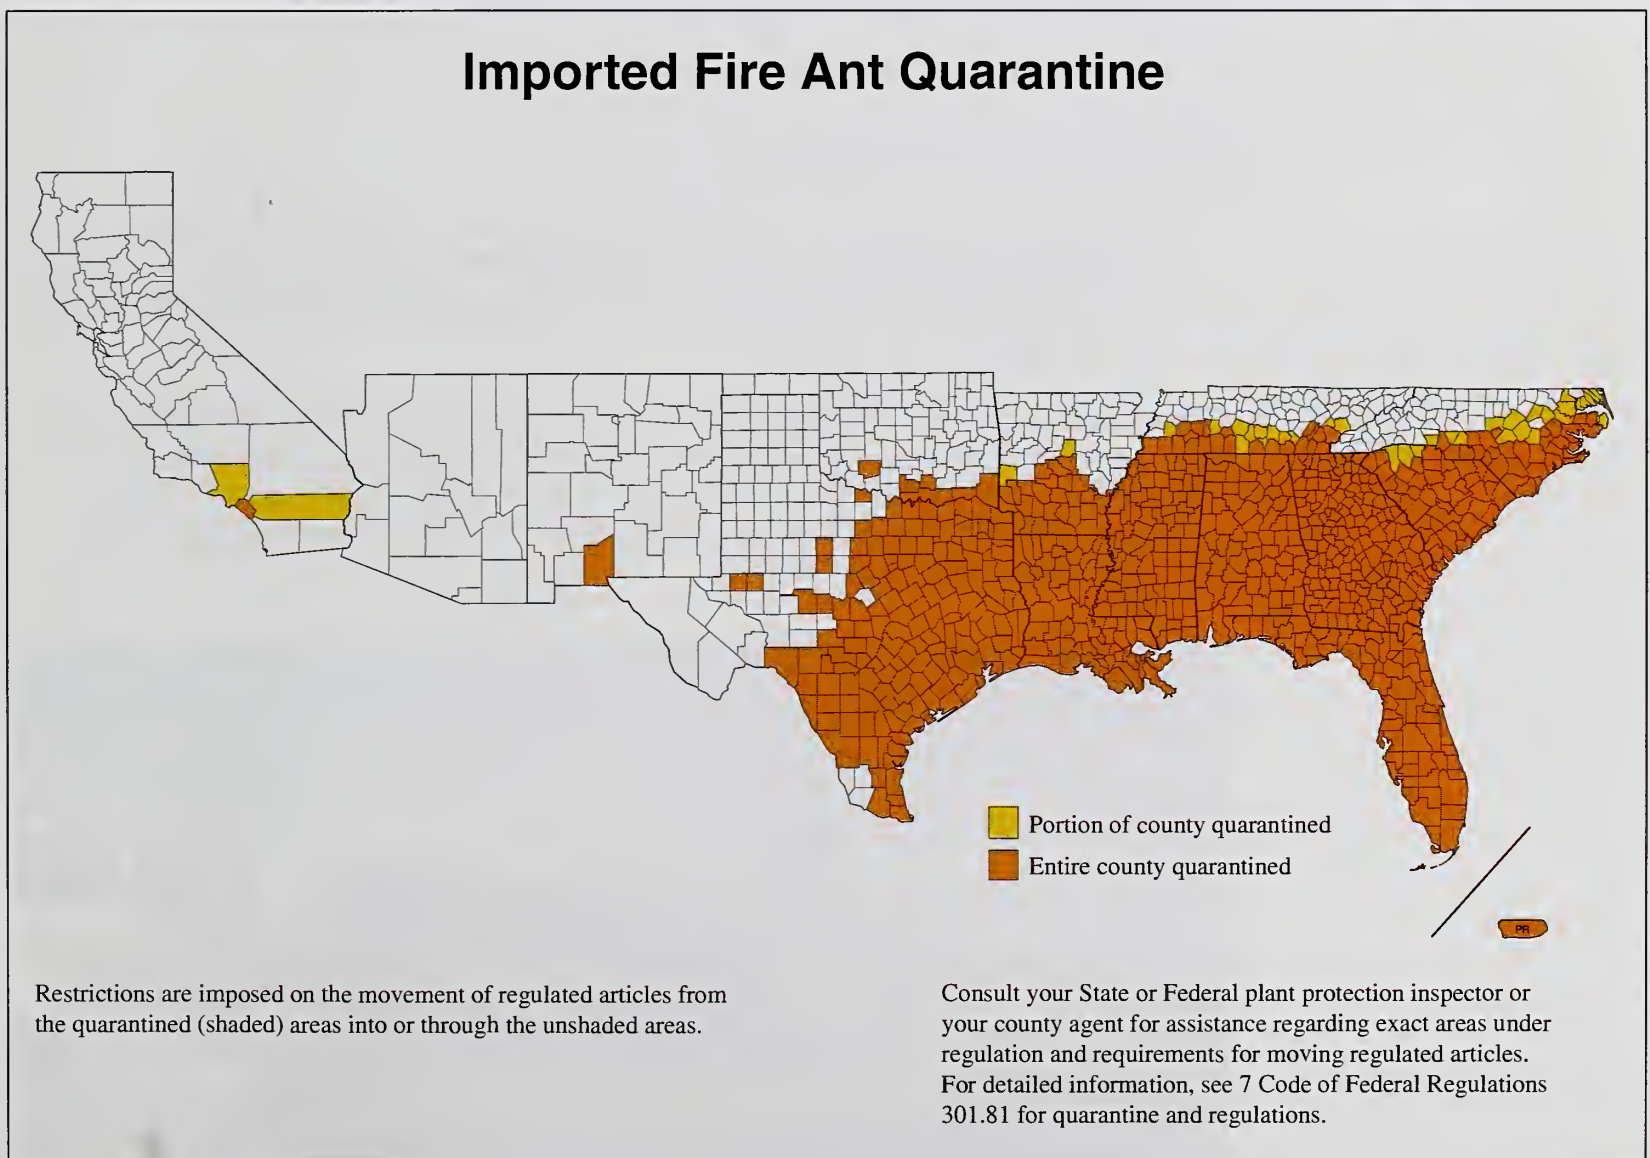 Imported Fire Ant Quarantine
Portion of county quarantined
Entire county quarantined
PR
Restrictions are imposed on the movement of regulated articles from
the quarantined (shaded) areas into or through the unshaded areas.
Consult your State or Federal plant protection inspector or
your county agent for assistance regarding exact areas under
regulation and requirements for moving regulated articles.
For detailed information, see 7 Code of Federal Regulations
301.81 for quarantine and regulations.